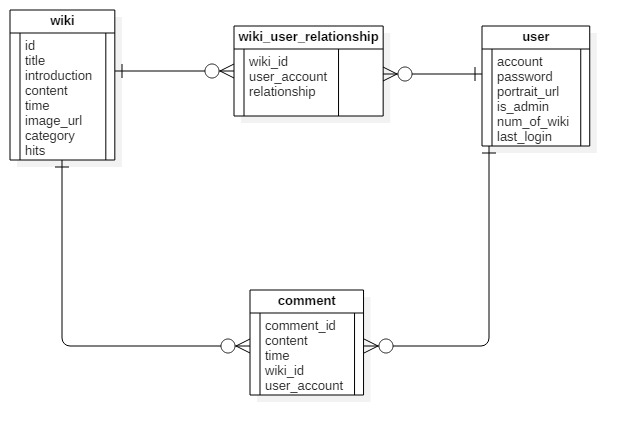 wiki
id
title
introduction
content
time
image_url
category
hits
wiki_user_relationship
wiki_id
user_account
relationship
user
account
password
portrait_url
is_admin
num_of_wiki
last_login
comment
comment_id
content
time
wiki_id
user_account